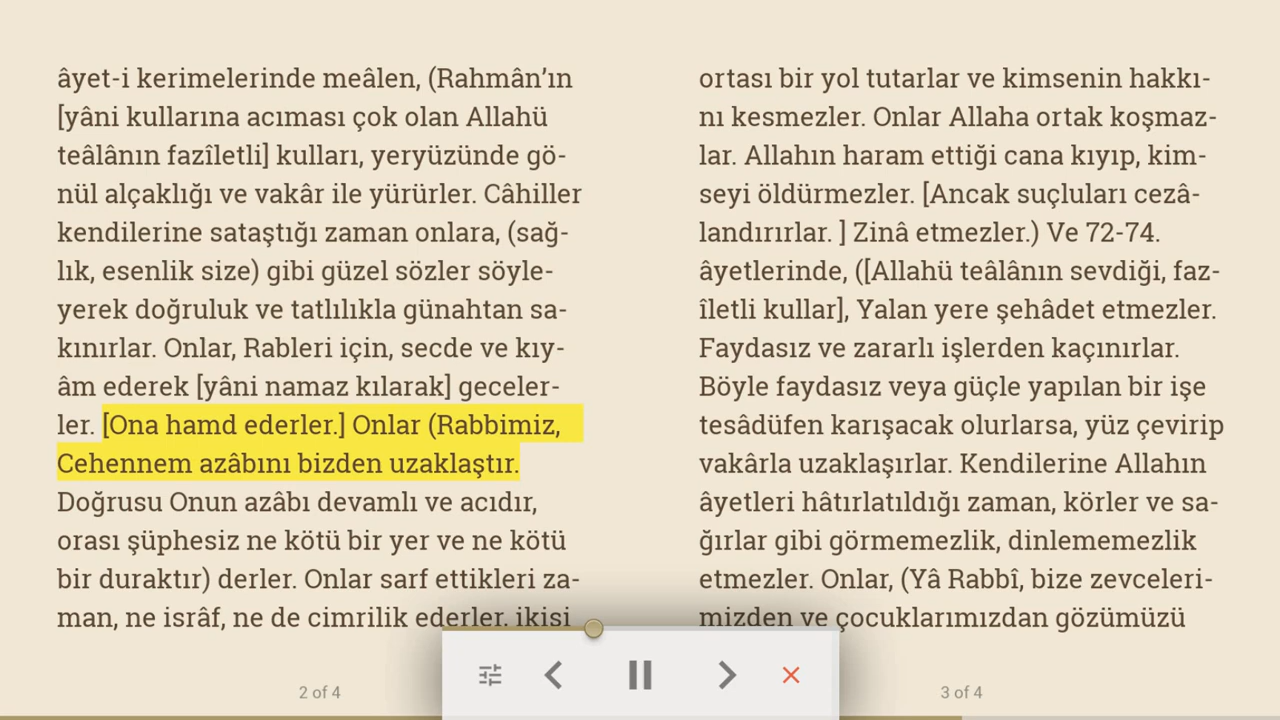 âyet-i kerimelerinde meâlen, (Rahmân’ın
[yâni kullarına acıması çok olan Allahü
teâlânın fazîletli] kulları, yeryüzünde gö-
nül alçaklığı ve vakâr ile yürürler. Câhiller
kendilerine sataştığı zaman onlara, (sağ-
lık, esenlik size) gibi güzel sözler söyle-
yerek doğruluk ve tatlılıkla günahtan sa-
kınırlar. Onlar, Rableri için, secde ve kıy-
âm ederek [yâni namaz kılarak] geceler-
ler. [Ona hamd ederler.] Onlar (Rabbimiz,
Cehennem azâbını bizden uzaklaştır.
Doğrusu Onun azâbı devamlı ve acıdır,
orası şüphesiz ne kötü bir yer ve ne kötü
bir duraktır) derler. Onlar sarf ettikleri za-
man, ne isrâf, ne de cimrilik ederler, ikisi
2 of 4
ortası bir yol tutarlar ve kimsenin hakkı-
nı kesmezler. Onlar Allaha ortak koşmaz-
lar. Allahın haram ettiği cana kıyıp, kim-
seyi öldürmezler. [Ancak suçluları cezâ-
landırırlar. ] Zinâ etmezler.) Ve 72-74.
âyetlerinde, ([Allahü teâlânın sevdiği, faz-
îletli kullar], Yalan yere şehâdet etmezler.
Faydasız ve zararlı işlerden kaçınırlar.
Böyle faydasız veya güçle yapılan bir işe
tesâdüfen karışacak olurlarsa, yüz çevirip
vakârla uzaklaşırlar. Kendilerine Allahın
âyetleri hâtırlatıldığı zaman, körler ve sa-
ğırlar gibi görmemezlik, dinlememezlik
etmezler. Onlar, (Yâ Rabbî, bize zevceleri-
mizden ve çocuklarımızdan gözümüzü
3 of 4